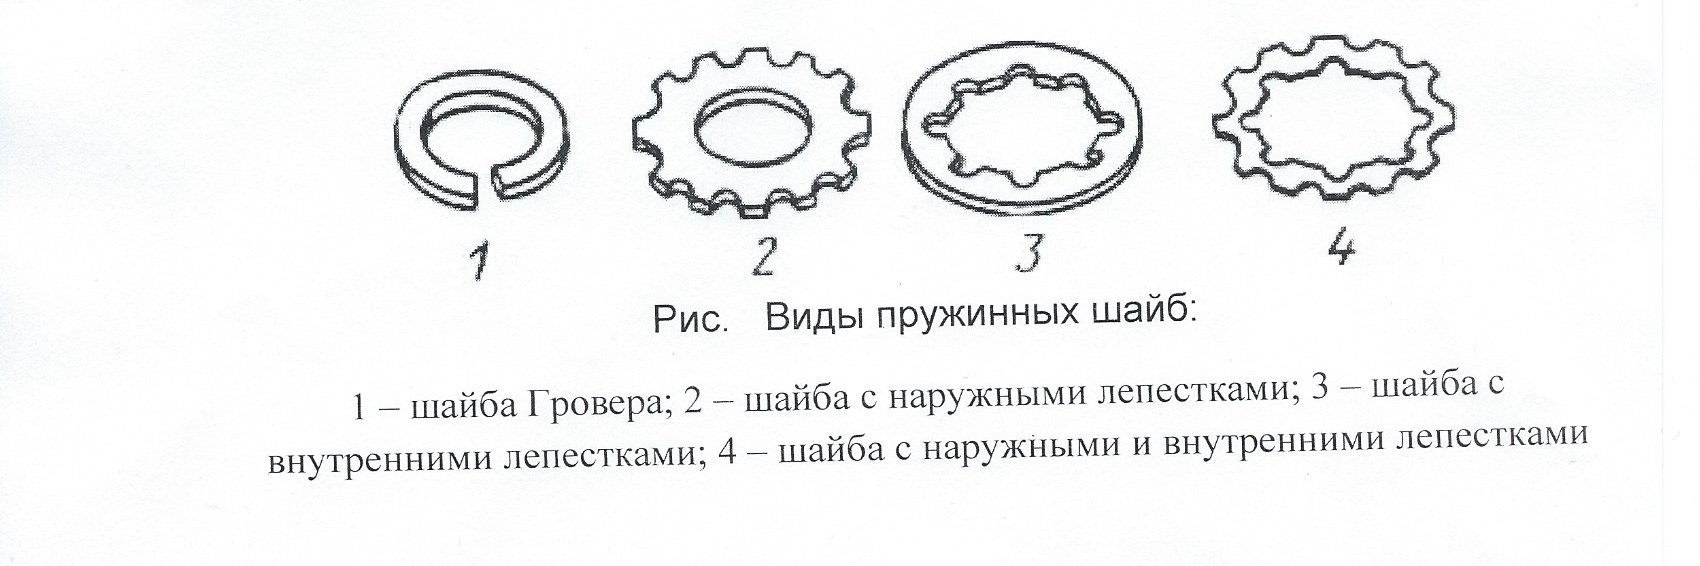 1 2 3 4
Рис. Виды пружинных шайб:
1 – шайба Гровера; 2 – шайба с наружными лепестками; 3 – шайба с
внутренними лепестками; 4 – шайба с наружными и внутренними лепестками